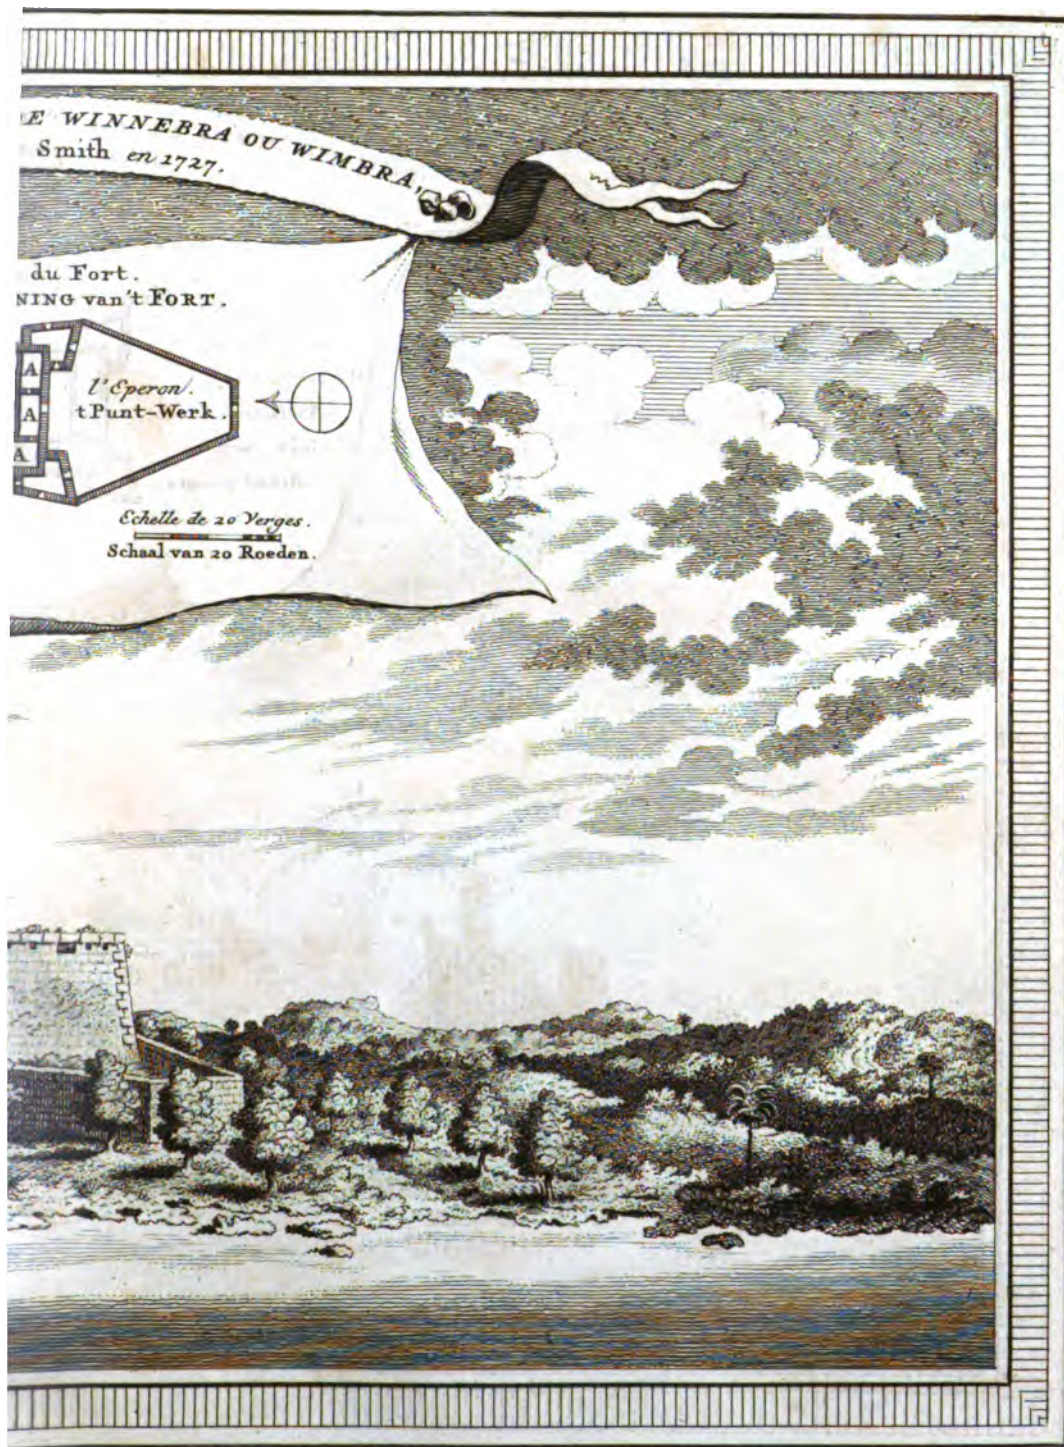 E WINNEBRA OU WIMBRA,
Smith en 1727.
du Fort.
NING van't FORT.
A
l'Eperon.
A
t Punt-Werk.
A
Echelle de 20 Verges.
Schaal van 20 Roeden.